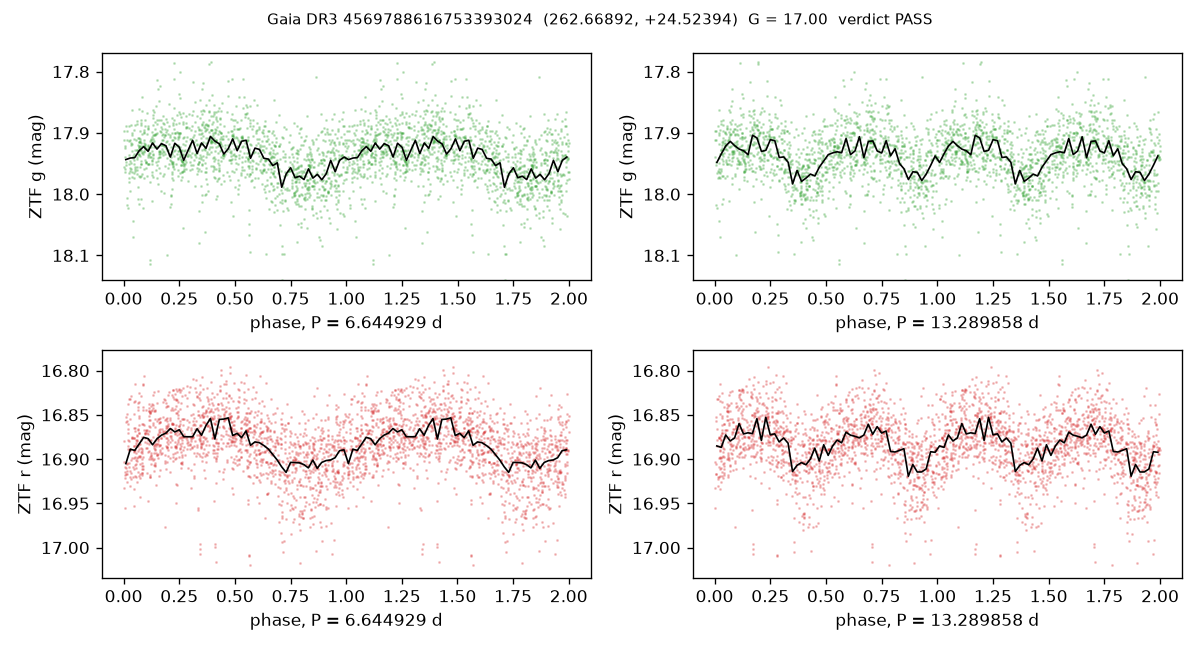 Gaia DR3 4569788616753393024  (262.66892, +24.52394)  G = 17.00  verdict PASS
ZTF g (mag)
17.8
17.9
18.0
18.1
0.00 0.25 0.50 0.75 1.00 1.25 1.50 1.75 2.00
phase, P = 6.644929 d
ZTF g (mag)
17.8
17.9
18.0
18.1
0.00 0.25 0.50 0.75 1.00 1.25 1.50 1.75 2.00
phase, P = 13.289858 d
ZTF r (mag)
16.80
16.85
16.90
16.95
17.00
0.00 0.25 0.50 0.75 1.00 1.25 1.50 1.75 2.00
phase, P = 6.644929 d
ZTF r (mag)
16.80
16.85
16.90
16.95
17.00
0.00 0.25 0.50 0.75 1.00 1.25 1.50 1.75 2.00
phase, P = 13.289858 d